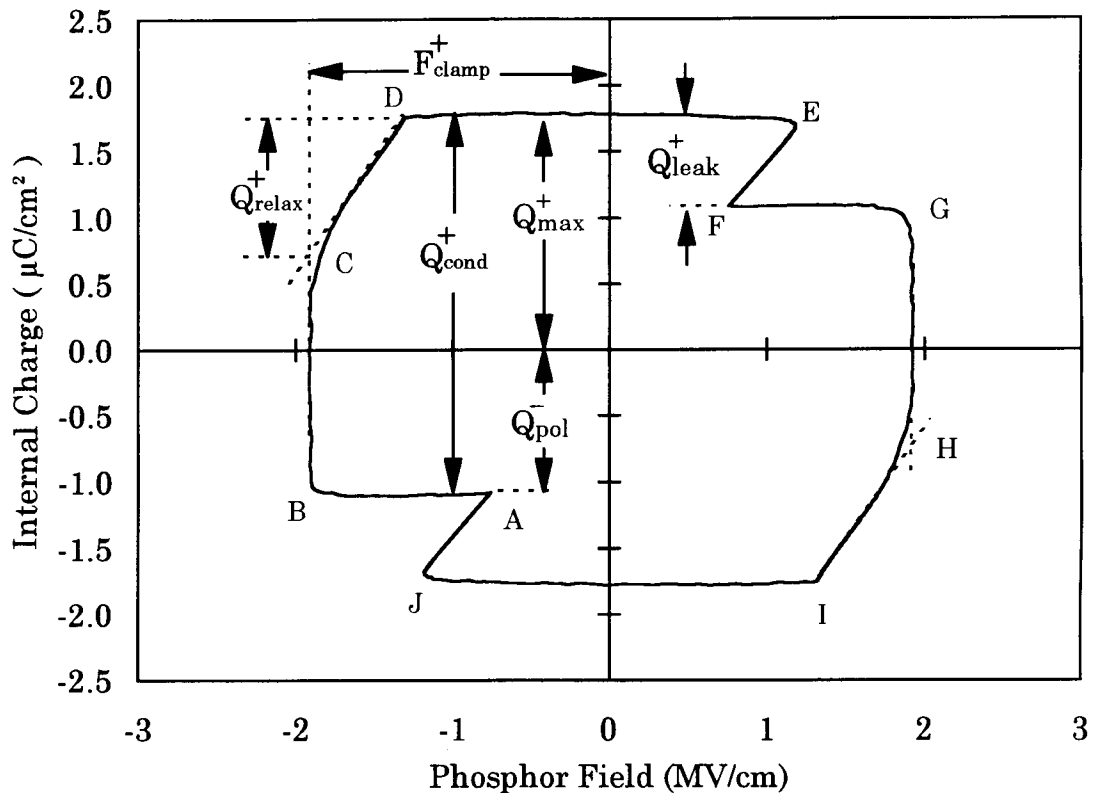 2.5
2.0
1.5
1.0
0.5
0.0
-0.5
-1.0
-1.5
-2.0
-2.5
Internal Charge ( µC/cm²)
-3
-2
-1
0
1
2
3
Phosphor Field (MV/cm)
F⁺clamp
D
E
Q⁺relax
C
Q⁺cond
Q⁺max
Q⁺leak
F
G
Q⁻pol
H
B
A
J
I